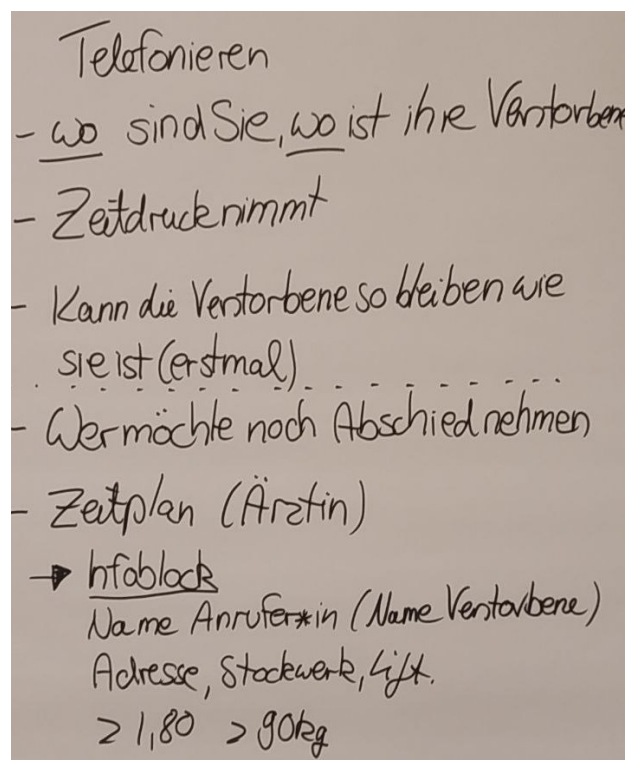 Telefonieren
- wo sind Sie, wo ist ihre Verstorbene
- Zeitdruck nimmt
- Kann die Verstorbene so bleiben wie
sie ist (erstmal)
- Wer möchte noch Abschied nehmen
- Zeitplan (Ärztin)
→ Infoblock
Name Anrufer*in (Name Verstorbene)
Adresse, Stockwerk, Lift.
> 1,80 > 90kg